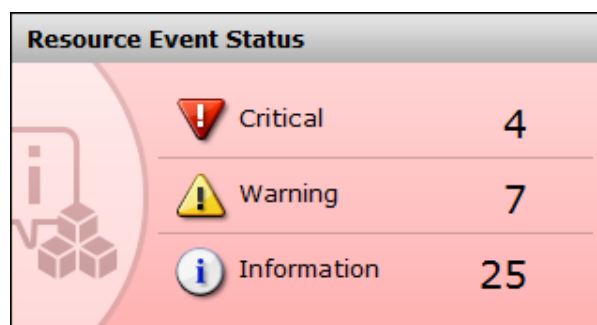 Resource Event Status
Critical 4
Warning 7
Information 25